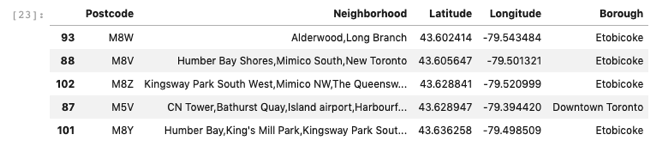 [23]:
Postcode Neighborhood Latitude Longitude Borough
93 M8W Alderwood,Long Branch 43.602414 -79.543484 Etobicoke
88 M8V Humber Bay Shores,Mimico South,New Toronto 43.605647 -79.501321 Etobicoke
102 M8Z Kingsway Park South West,Mimico NW,The Queensw... 43.628841 -79.520999 Etobicoke
87 M5V CN Tower,Bathurst Quay,Island airport,Harbourf... 43.628947 -79.394420 Downtown Toronto
101 M8Y Humber Bay,King's Mill Park,Kingsway Park Sout... 43.636258 -79.498509 Etobicoke